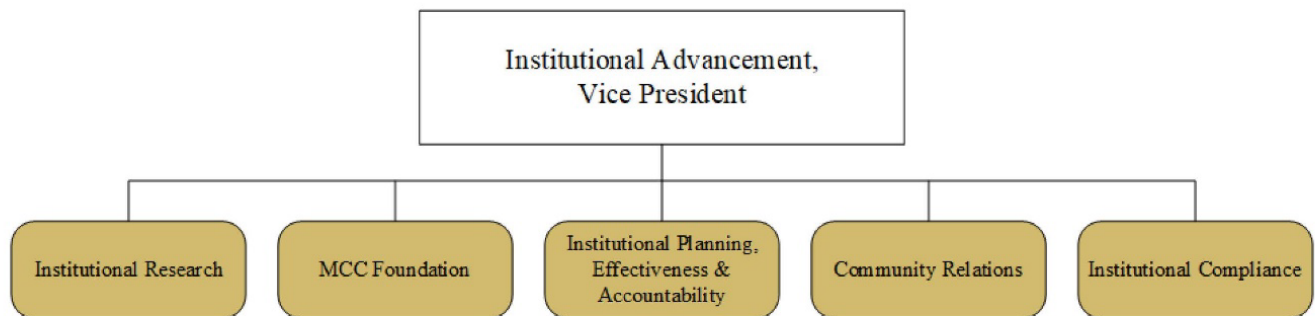 Institutional Advancement,
Vice President
Institutional Research
MCC Foundation
Institutional Planning,
Effectiveness &
Accountability
Community Relations
Institutional Compliance